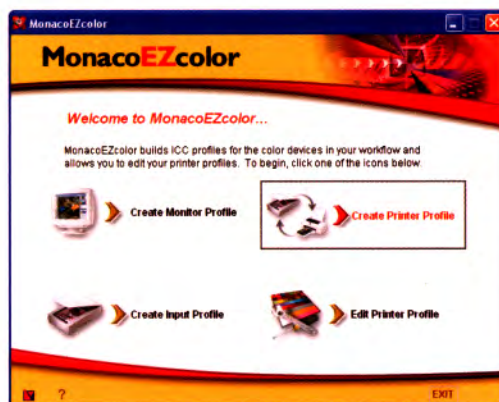 MonacoEZcolor
MonacoEZcolor
Welcome to MonacoEZcolor...
MonacoEZcolor builds ICC profiles for the color devices in your workflow and
allows you to edit your printer profiles. To begin, click one of the icons below.
Create Monitor Profile
Create Printer Profile
Create Input Profile
Edit Printer Profile
?
EXIT